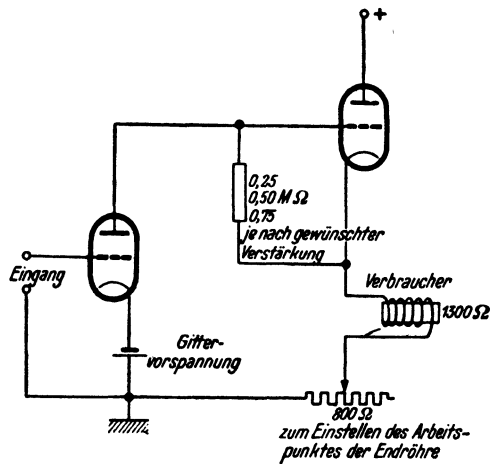 +
0,25
0,50 MΩ
0,75
je nach gewünschter
Verstärkung
Eingang
Verbraucher
1300 Ω
Gitter-
vorspannung
800 Ω
zum Einstellen des Arbeits-
punktes der Endröhre